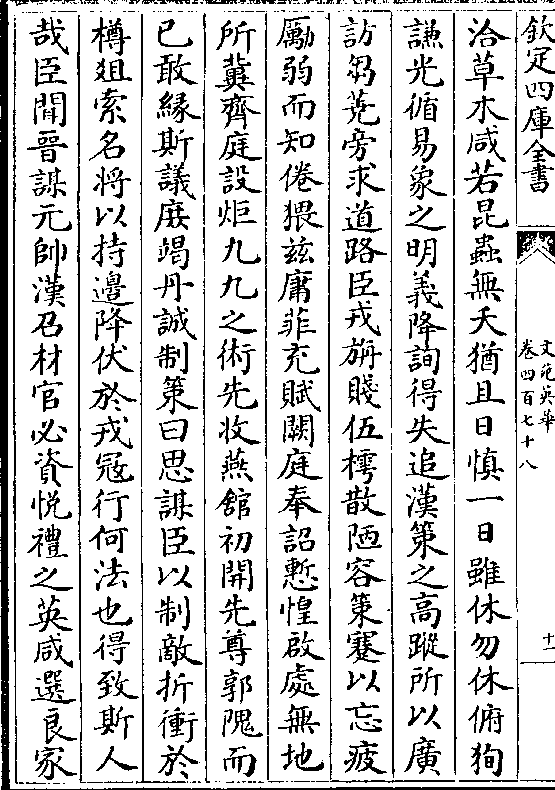 欽定四庫全書
文苑英華
卷四百七十八
十一
洽草木咸若昆蟲無夭猶且日慎一日雖休勿休俯狥
謙光循易象之明義降詢得失追漢策之高蹤所以廣
訪芻蕘旁求道路臣戎旃賤伍樗散陋容策蹇以忘疲
勵弱而知倦猥兹庸菲充賦闕庭奉詔慙惶啟處無地
所冀齊庭設炬九九之術先收燕舘初開先尊郭隗而
已敢緣斯議庶竭丹誠制策曰思謀臣以制敵折衝於
樽俎索名將以持邊降伏於戎冦行何法也得致斯人
哉臣聞晉謀元帥漢召材官必資悦禮之英咸選良家